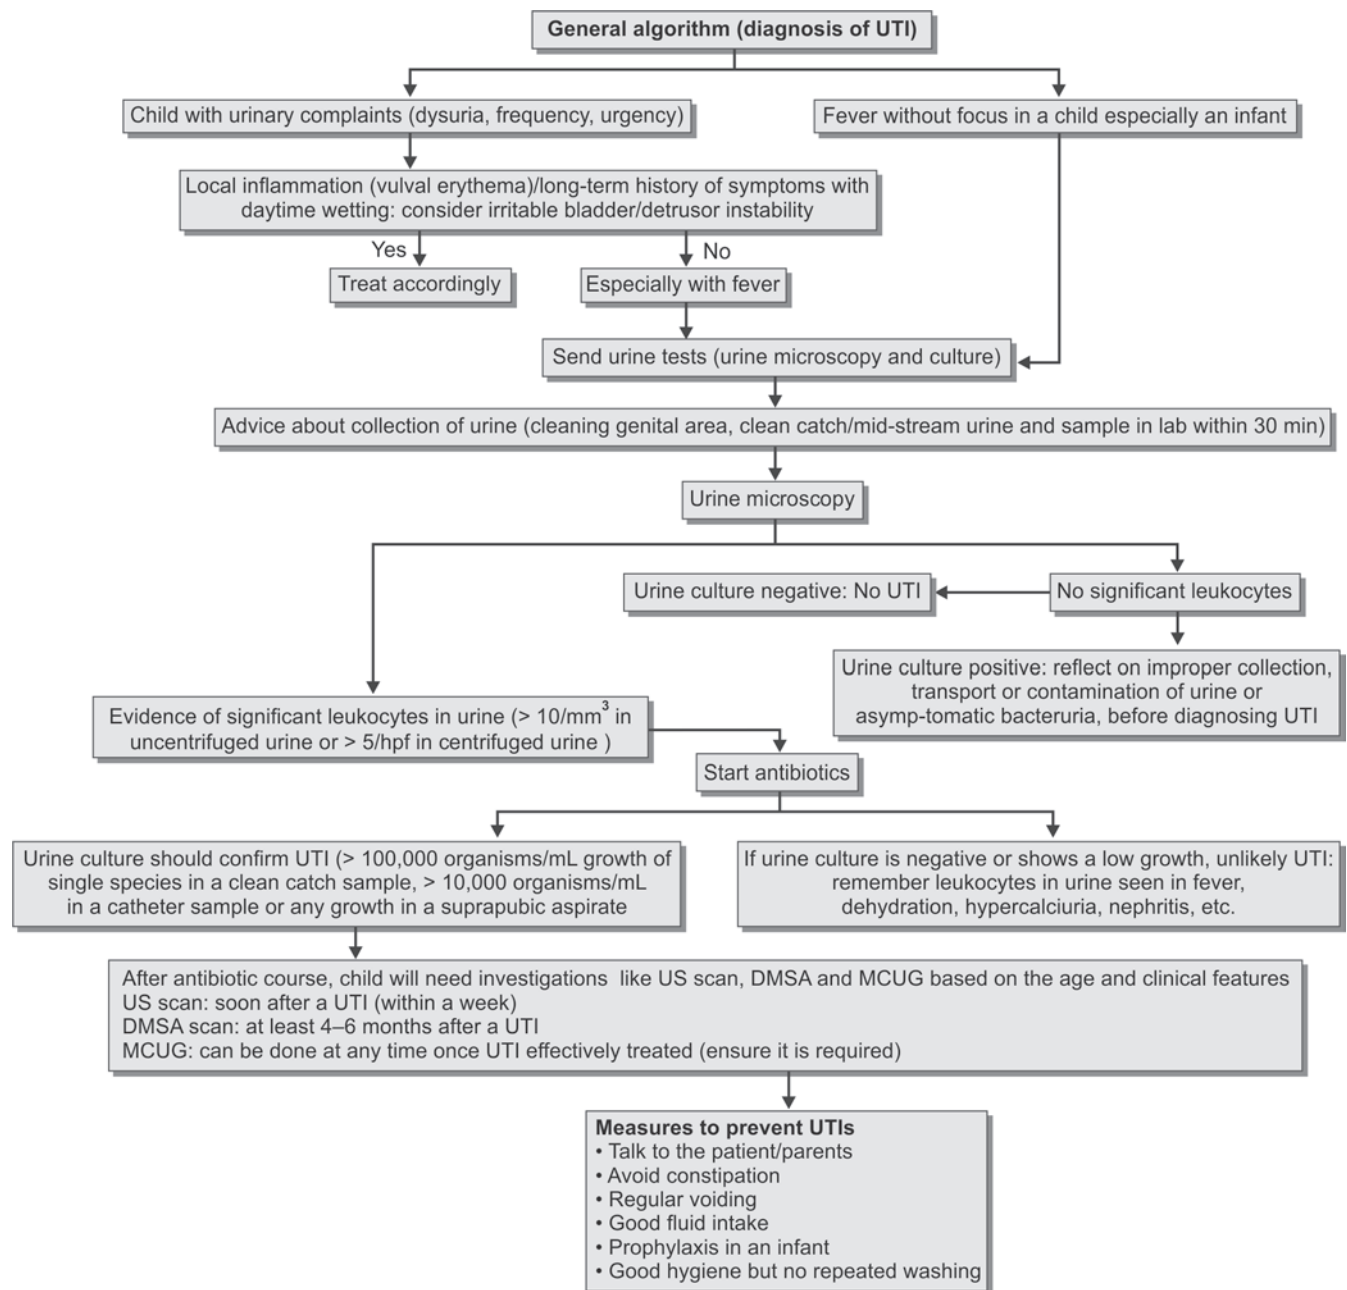 General algorithm (diagnosis of UTI)
Child with urinary complaints (dysuria, frequency, urgency)
Fever without focus in a child especially an infant
Local inflammation (vulval erythema)/long-term history of symptoms with
daytime wetting: consider irritable bladder/detrusor instability
Yes
No
Treat accordingly
Especially with fever
Send urine tests (urine microscopy and culture)
Advice about collection of urine (cleaning genital area, clean catch/mid-stream urine and sample in lab within 30 min)
Urine microscopy
Urine culture negative: No UTI
No significant leukocytes
Urine culture positive: reflect on improper collection,
transport or contamination of urine or
asymp-tomatic bacteruria, before diagnosing UTI
Evidence of significant leukocytes in urine (> 10/mm³ in
uncentrifuged urine or > 5/hpf in centrifuged urine )
Start antibiotics
Urine culture should confirm UTI (> 100,000 organisms/mL growth of
single species in a clean catch sample, > 10,000 organisms/mL
in a catheter sample or any growth in a suprapubic aspirate
If urine culture is negative or shows a low growth, unlikely UTI:
remember leukocytes in urine seen in fever,
dehydration, hypercalciuria, nephritis, etc.
After antibiotic course, child will need investigations like US scan, DMSA and MCUG based on the age and clinical features
US scan: soon after a UTI (within a week)
DMSA scan: at least 4–6 months after a UTI
MCUG: can be done at any time once UTI effectively treated (ensure it is required)
Measures to prevent UTIs
• Talk to the patient/parents
• Avoid constipation
• Regular voiding
• Good fluid intake
• Prophylaxis in an infant
• Good hygiene but no repeated washing